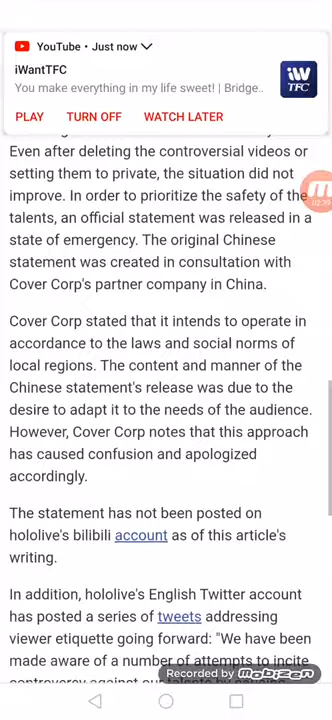 YouTube • Just now
iWantTFC
You make everything in my life sweet! | Bridge..
iW
TFC
PLAY TURN OFF WATCH LATER
Even after deleting the controversial videos or
setting them to private, the situation did not
improve. In order to prioritize the safety of the
talents, an official statement was released in a
state of emergency. The original Chinese
statement was created in consultation with
Cover Corp's partner company in China.
02:39
Cover Corp stated that it intends to operate in
accordance to the laws and social norms of
local regions. The content and manner of the
Chinese statement's release was due to the
desire to adapt it to the needs of the audience.
However, Cover Corp notes that this approach
has caused confusion and apologized
accordingly.
The statement has not been posted on
hololive's bilibili account as of this article's
writing.
In addition, hololive's English Twitter account
has posted a series of tweets addressing
viewer etiquette going forward: "We have been
made aware of a number of attempts to incite
Recorded by Mobizen